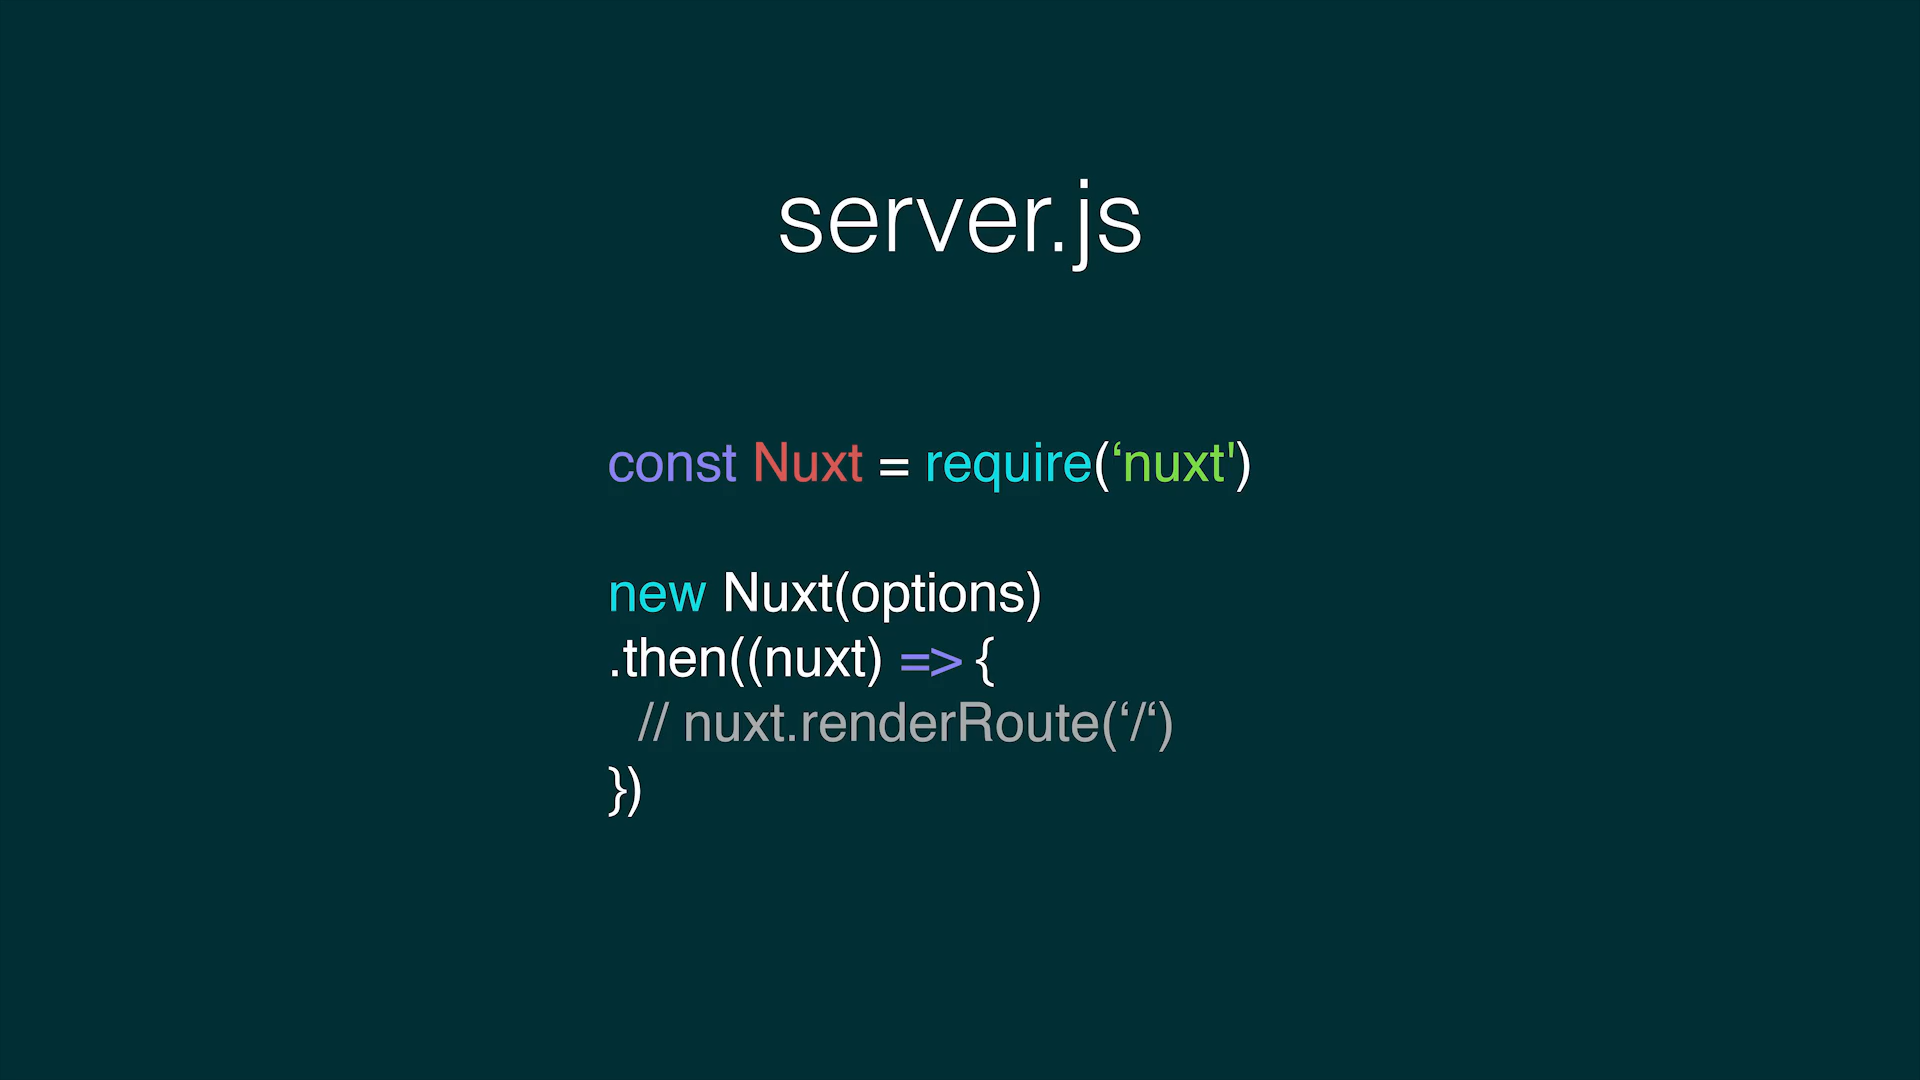 server.js
const Nuxt = require(‘nuxt')
new Nuxt(options)
.then((nuxt) => {
// nuxt.renderRoute(‘/‘)
})